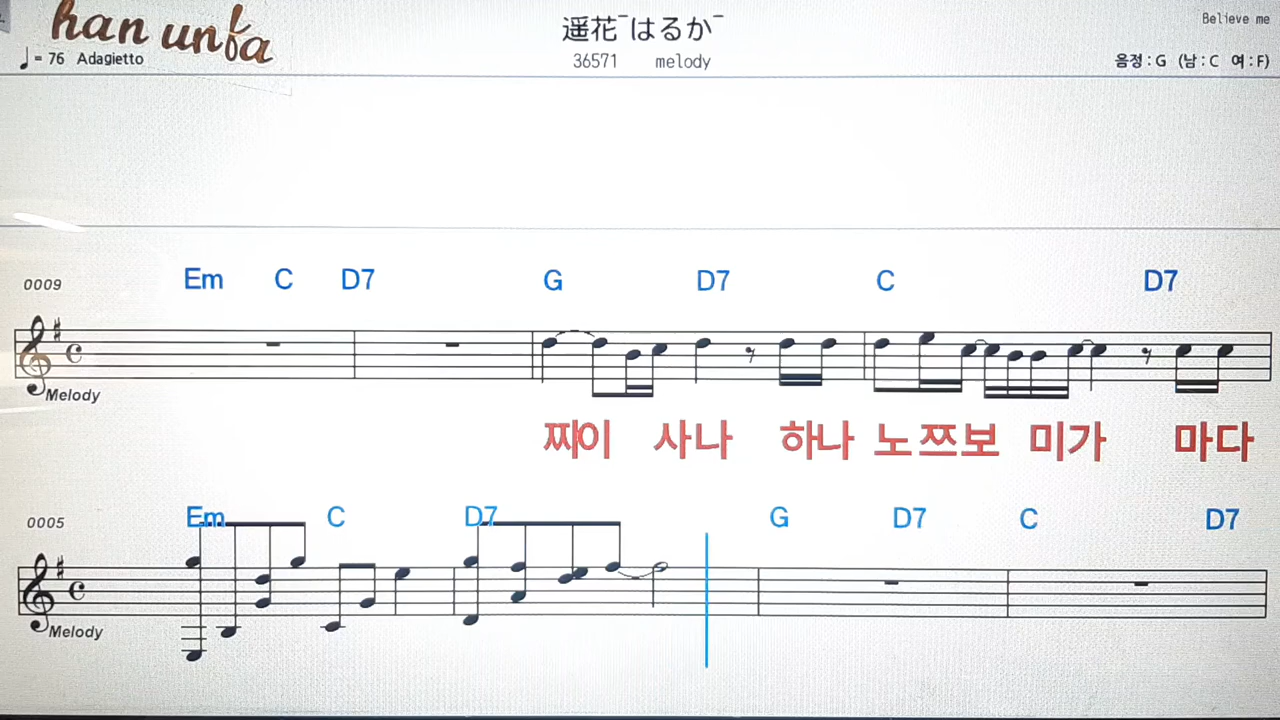 han unfa
遥花‾はるか‾
Believe me
♩= 76 Adagietto
36571 melody
음정 : G (남 : C 여 : F)
0009
Em C D7 G D7 C D7
Melody
찌이 사나 하나 노쯔보 미가 마다
0005
Em C D7 G D7 C D7
Melody